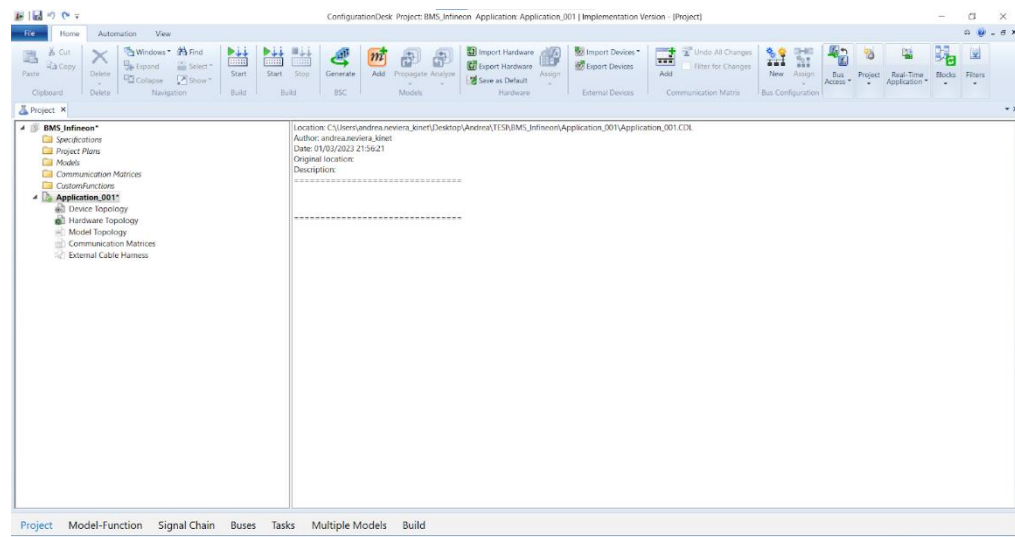 ConfigurationDesk Project: BMS_Infineon Application: Application_001 | Implementation Version - [Project]
File Home Automation View
Paste
Cut
Copy
Clipboard
Delete
Delete
Windows Find
Expand Select
Collapse Show
Navigation
Start
Build
Start Stop
Build
Generate
BSC
Add Propagate Analyze
Models
Import Hardware
Export Hardware
Save as Default
Assign
Hardware
Import Devices
Export Devices
External Devices
Add
Undo All Changes
Filter for Changes
Communication Matrix
New Assign
Bus Configuration
Bus Access
Project
Real-Time Application
Blocks
Filters
Project
BMS_Infineon*
Specifications
Project Plans
Models
Communication Matrices
CustomFunctions
Application_001*
Device Topology
Hardware Topology
Model Topology
Communication Matrices
External Cable Harness
Location: C:\Users\andrea.neviera_kinet\Desktop\Andrea\TESI\BMS_Infineon\Application_001\Application_001.CDL
Author: andrea.neviera_kinet
Date: 01/03/2023 21:56:21
Original location:
Description:
================================
================================
Project Model-Function Signal Chain Buses Tasks Multiple Models Build